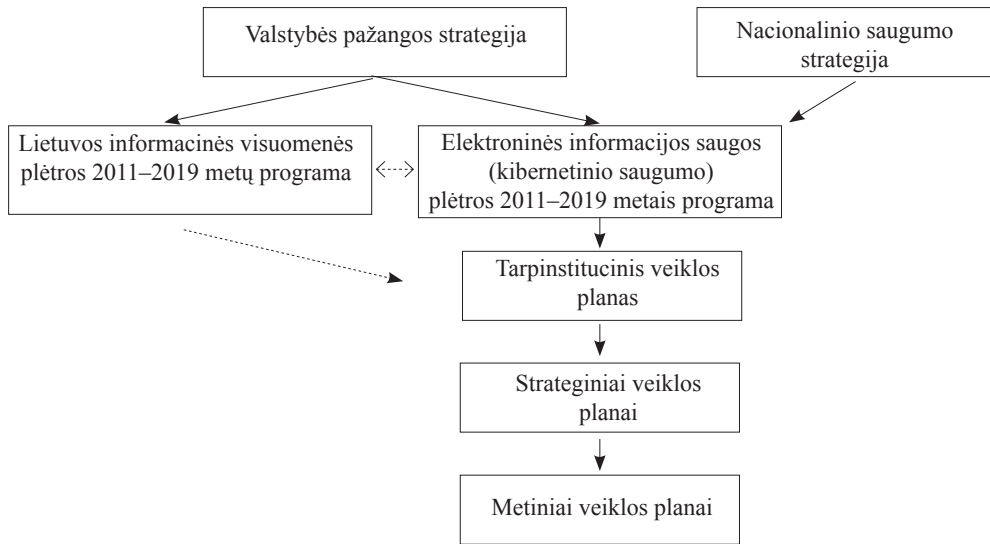 Valstybės pažangos strategija
Nacionalinio saugumo
strategija
Lietuvos informacinės visuomenės
plėtros 2011–2019 metų programa
Elektroninės informacijos saugos
(kibernetinio saugumo)
plėtros 2011–2019 metais programa
Tarpinstitucinis veiklos
planas
Strateginiai veiklos
planai
Metiniai veiklos planai